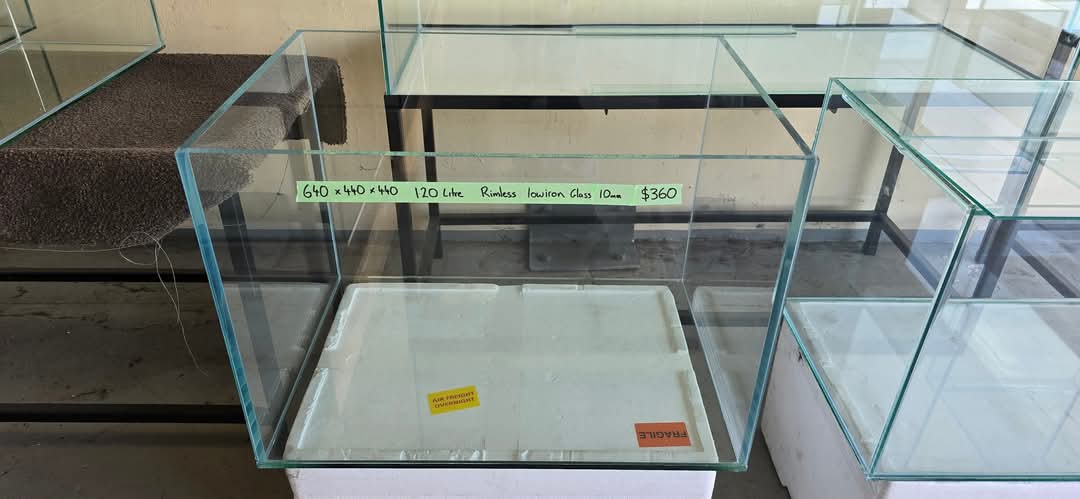 640 x 440 x 440 120 Litre Rimless lowiron Glass 10mm $360
AIR FREIGHT
OVERNIGHT
FRAGILE